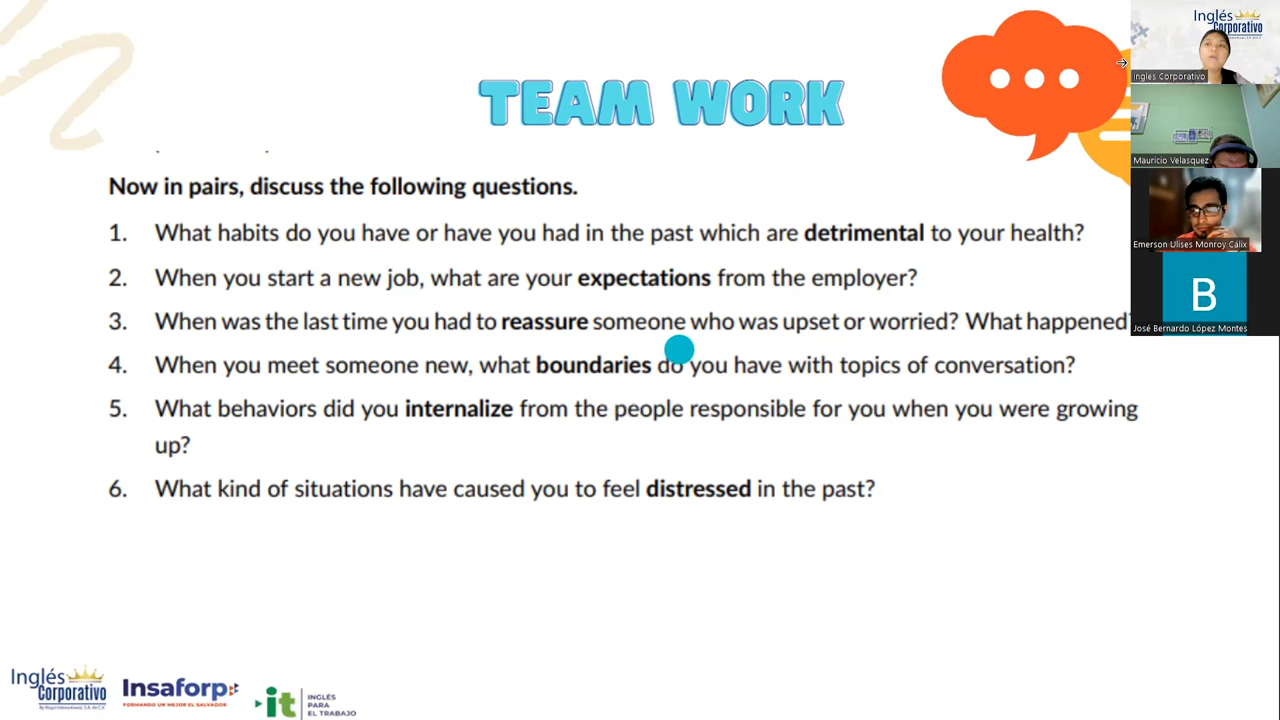 TEAM WORK
Now in pairs, discuss the following questions.
1. What habits do you have or have you had in the past which are detrimental to your health?
2. When you start a new job, what are your expectations from the employer?
3. When was the last time you had to reassure someone who was upset or worried? What happened?
4. When you meet someone new, what boundaries do you have with topics of conversation?
5. What behaviors did you internalize from the people responsible for you when you were growing
up?
6. What kind of situations have caused you to feel distressed in the past?
Inglés
Corporativo
Ingles Corporativo
Mauricio Velasquez
Emerson Ulises Monroy Cálix
B
José Bernardo López Montes
Inglés
Corporativo
Insaforp
FORMANDO UN MEJOR EL SALVADOR
it
INGLÉS
PARA
EL TRABAJO